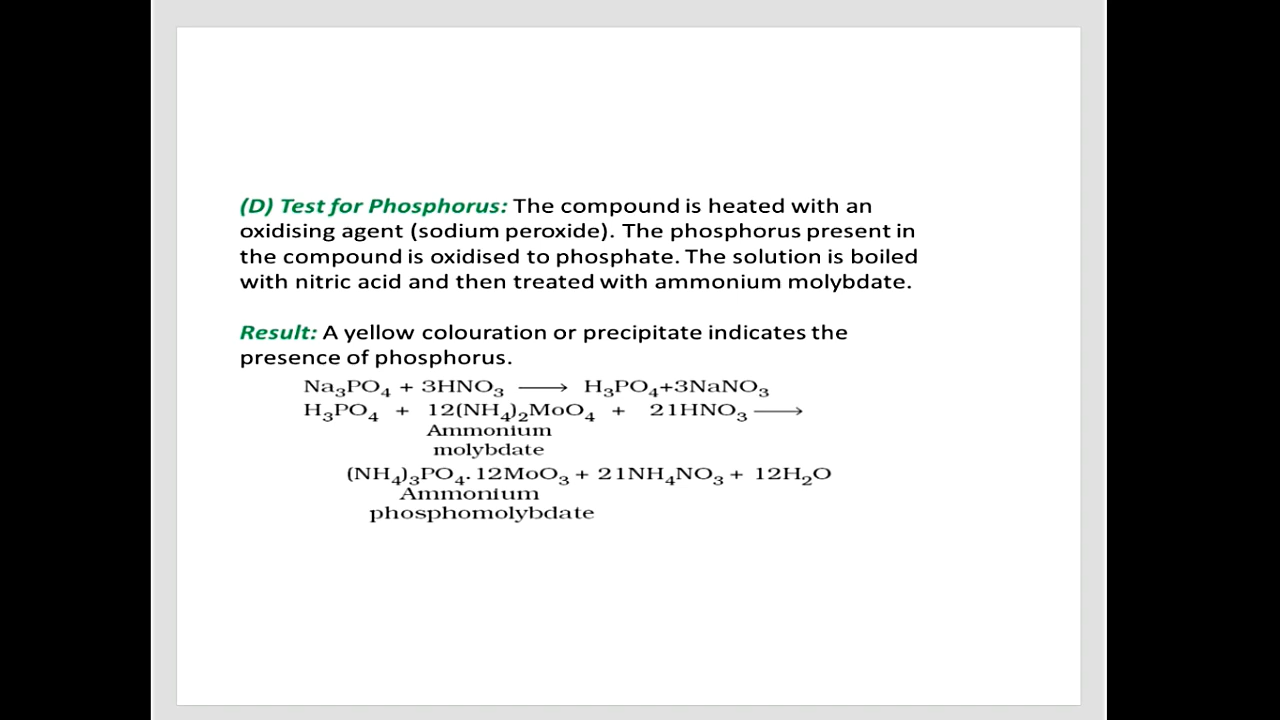 (D) Test for Phosphorus: The compound is heated with an
oxidising agent (sodium peroxide). The phosphorus present in
the compound is oxidised to phosphate. The solution is boiled
with nitric acid and then treated with ammonium molybdate.
Result: A yellow colouration or precipitate indicates the
presence of phosphorus.
Na₃PO₄ + 3HNO₃ ⟶ H₃PO₄+3NaNO₃
H₃PO₄ + 12(NH₄)₂MoO₄ + 21HNO₃ ⟶
Ammonium
molybdate
(NH₄)₃PO₄.12MoO₃ + 21NH₄NO₃ + 12H₂O
Ammonium
phosphomolybdate